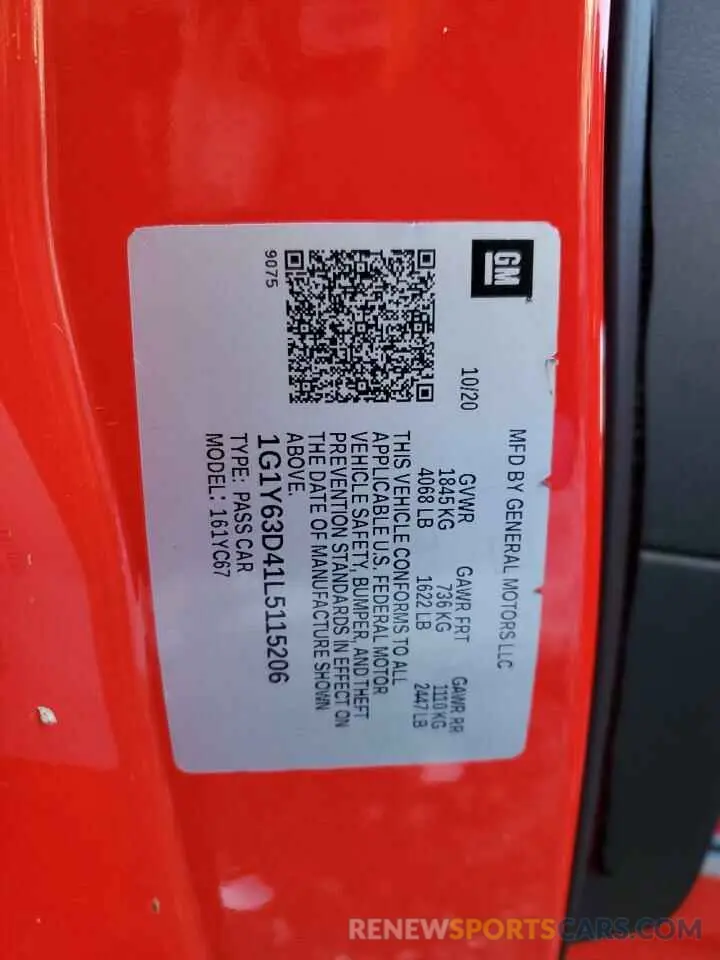 GM
MFD BY GENERAL MOTORS LLC
10/20
GVWR GAWR FRT GAWR RR
1845 KG 736 KG 1110 KG
4068 LB 1622 LB 2447 LB
THIS VEHICLE CONFORMS TO ALL
APPLICABLE U.S. FEDERAL MOTOR
VEHICLE SAFETY, BUMPER, AND THEFT
PREVENTION STANDARDS IN EFFECT ON
THE DATE OF MANUFACTURE SHOWN
ABOVE.
1G1Y63D41L5115206
TYPE: PASS CAR
MODEL: 161YC67
9075
RENEWSPORTSCARS.COM